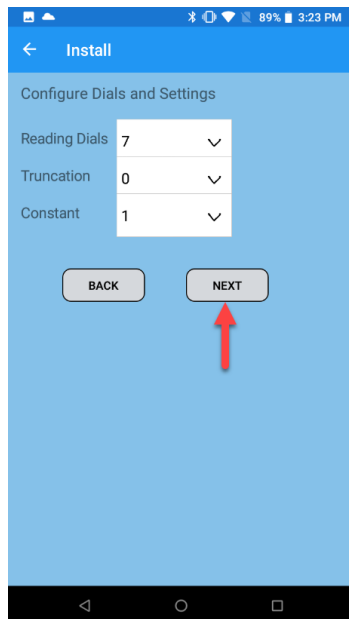 89% 3:23 PM
Install
Configure Dials and Settings
Reading Dials 7
Truncation 0
Constant 1
BACK NEXT